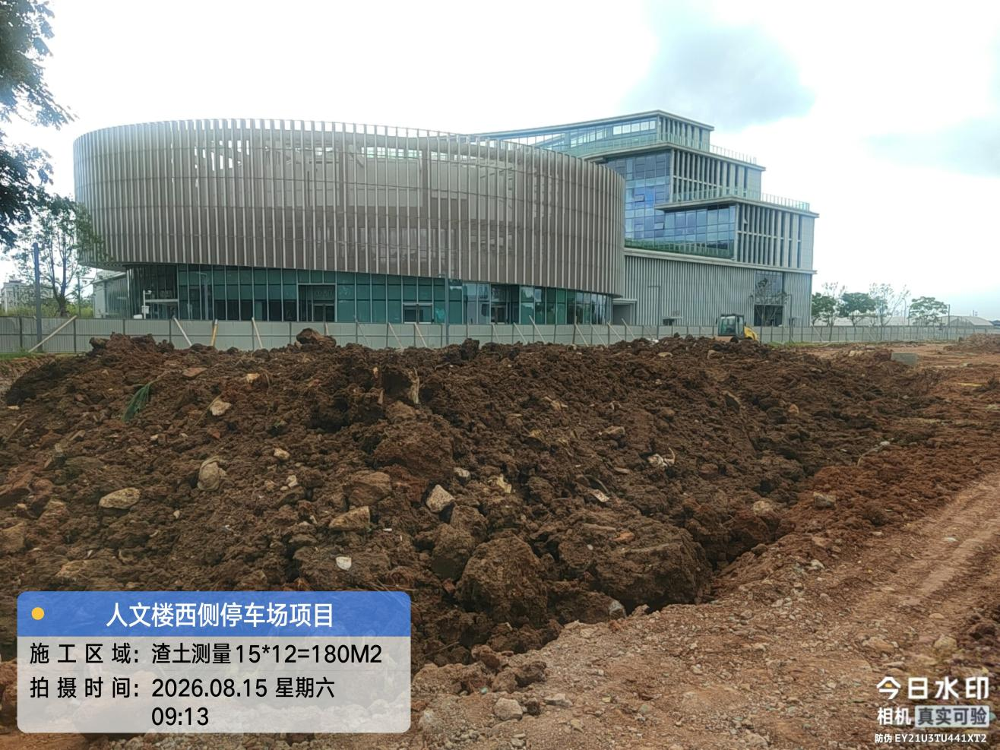 人文楼西侧停车场项目
施工区域：渣土测量15*12=180M2
拍摄时间：2026.08.15 星期六
09:13
今日水印
相机 真实可验
防伪 EY21U3TU441XT2